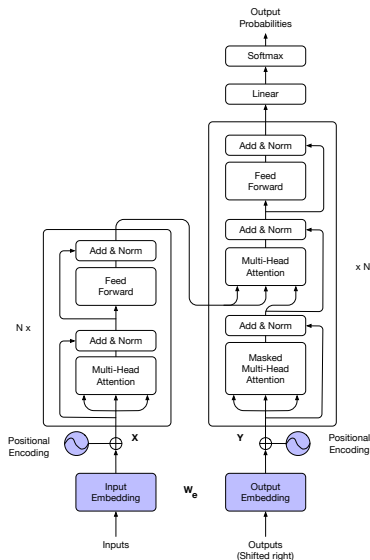 Output
Probabilities
Softmax
Linear
Add & Norm
Feed
Forward
Add & Norm
Multi-Head
Attention
Add & Norm
Masked
Multi-Head
Attention
x N
Add & Norm
Feed
Forward
N x
Add & Norm
Multi-Head
Attention
Positional
Encoding
X
Y
Positional
Encoding
Input
Embedding
We
Output
Embedding
Inputs
Outputs
(Shifted right)